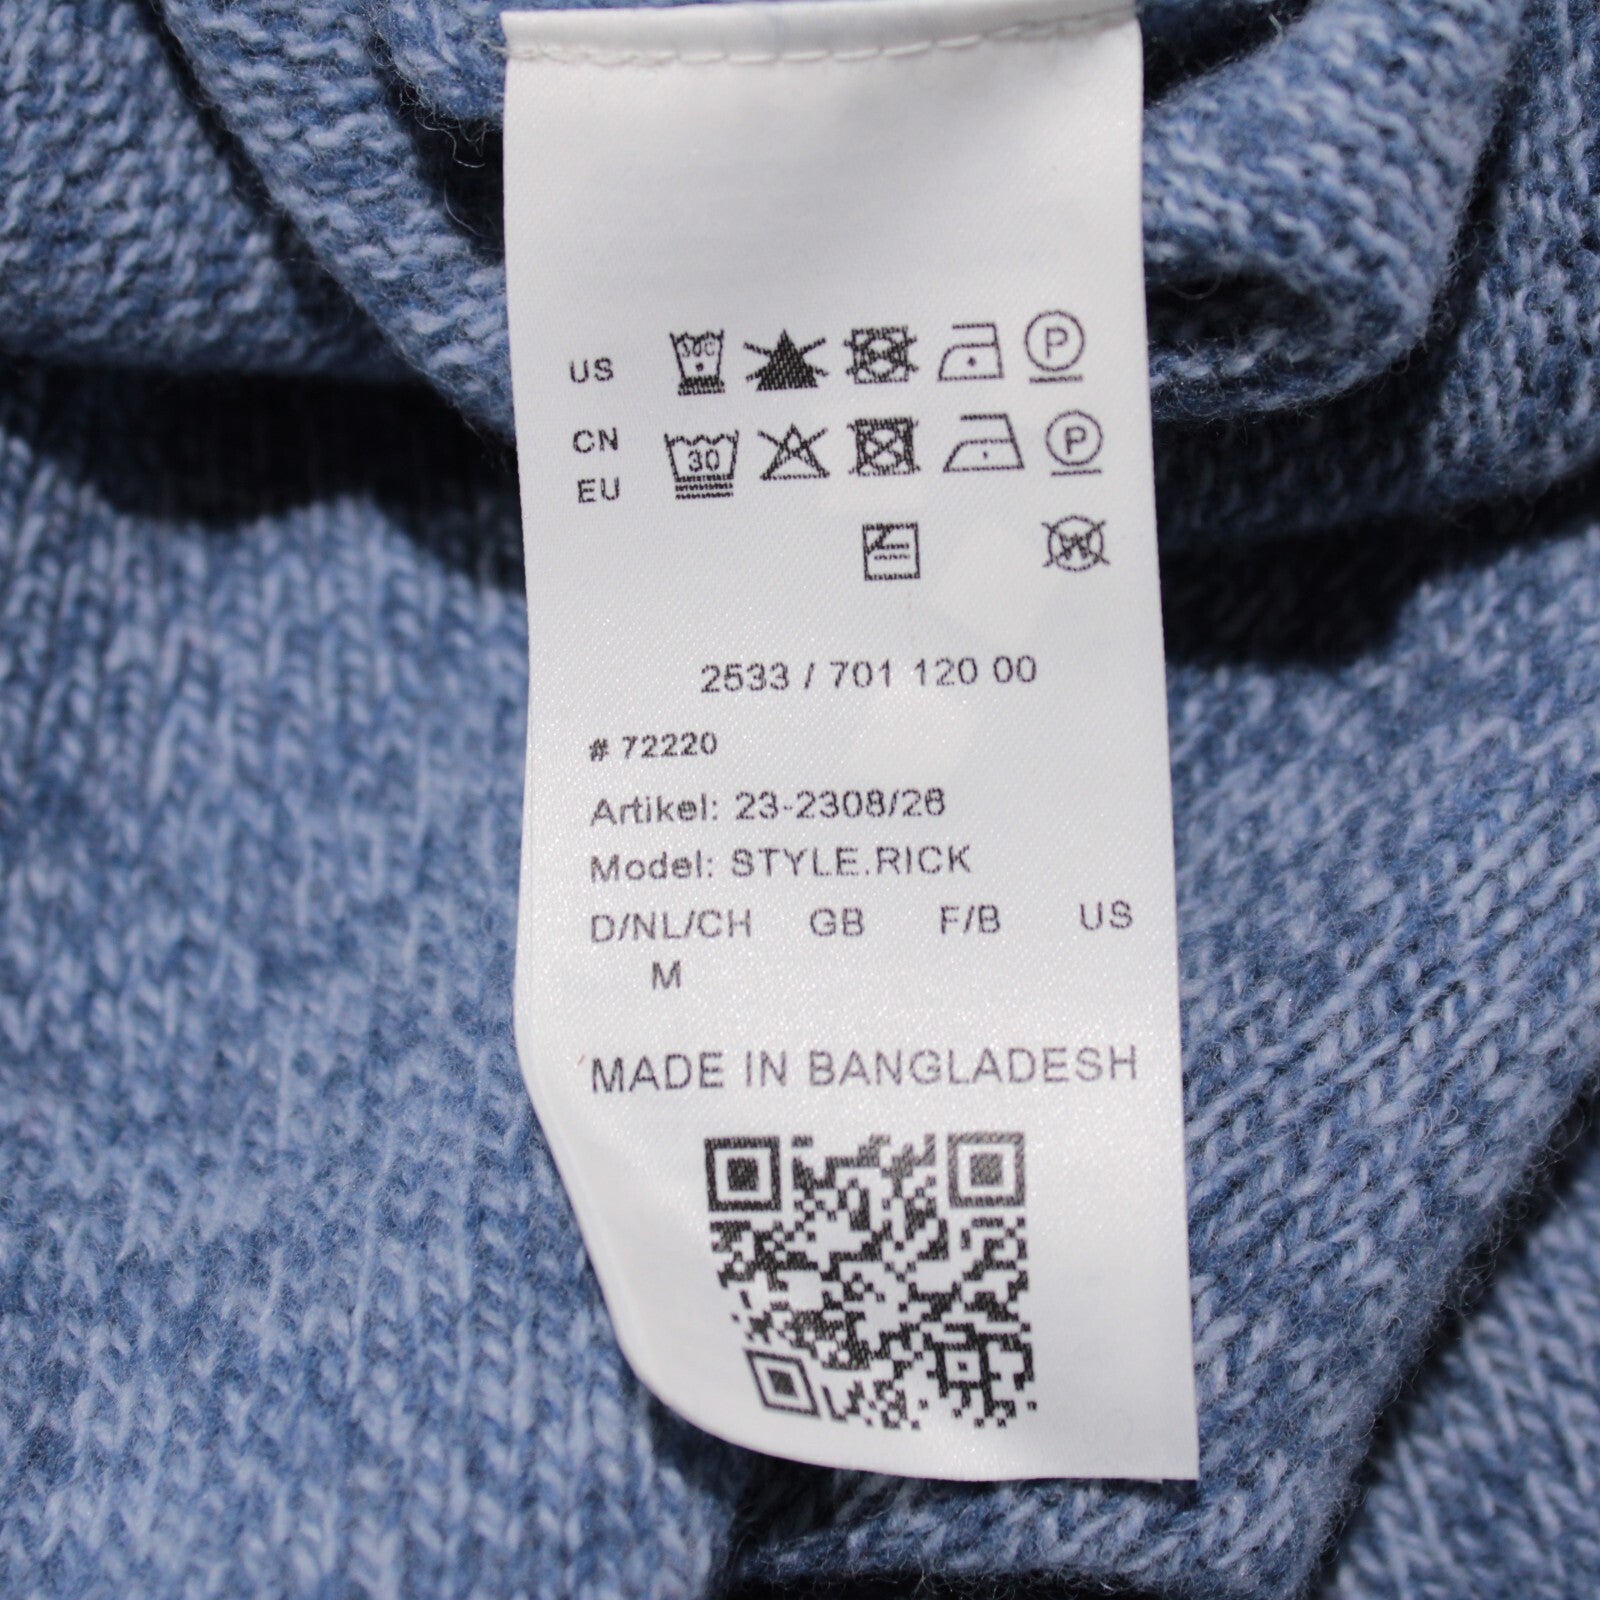 US 30C P
CN 30 P
EU
W
2533 / 701 120 00
# 72220
Artikel: 23-2308/28
Model: STYLE.RICK
D/NL/CH GB F/B US
M
MADE IN BANGLADESH